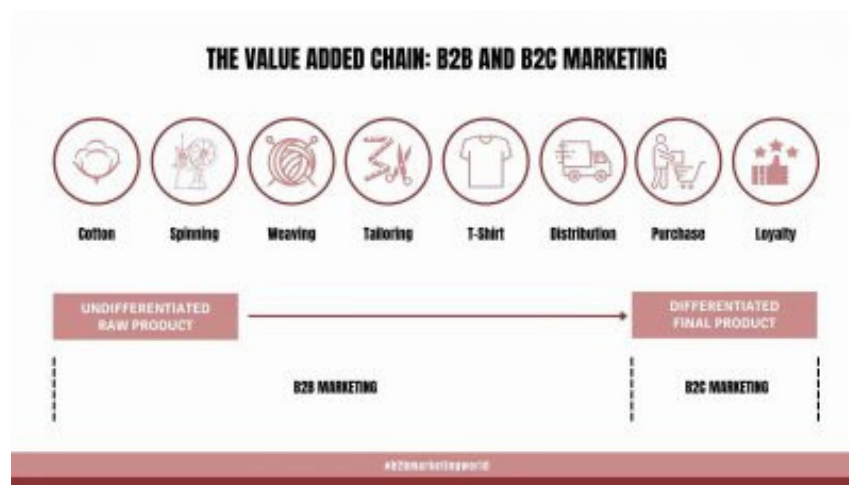 THE VALUE ADDED CHAIN: B2B AND B2C MARKETING
Cotton
Spinning
Weaving
Tailoring
T-Shirt
Distribution
Purchase
Loyalty
UNDIFFERENTIATED
RAW PRODUCT
DIFFERENTIATED
FINAL PRODUCT
B2B MARKETING
B2C MARKETING
#b2bmarketingworld